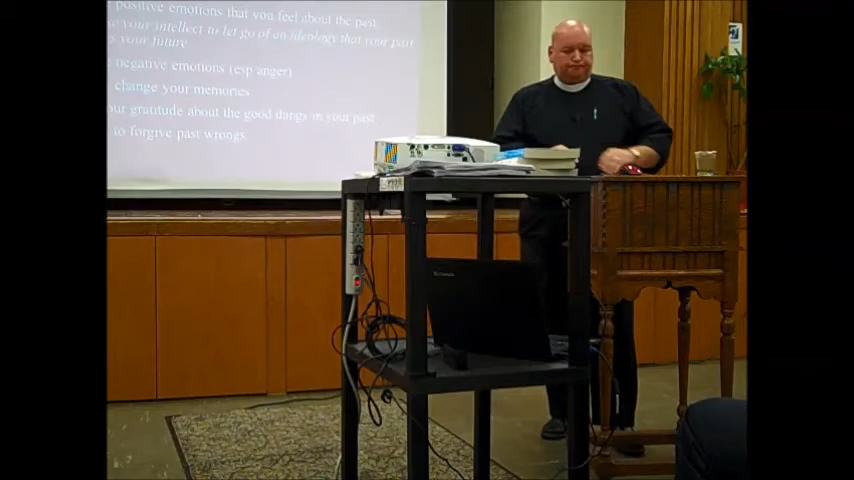 positive emotions that you feel about the past.
your intellect to let go of an ideology that your past
your future
negative emotions (esp anger)
change your memories.
our gratitude about the good things in your past
to forgive past wrongs
lenovo